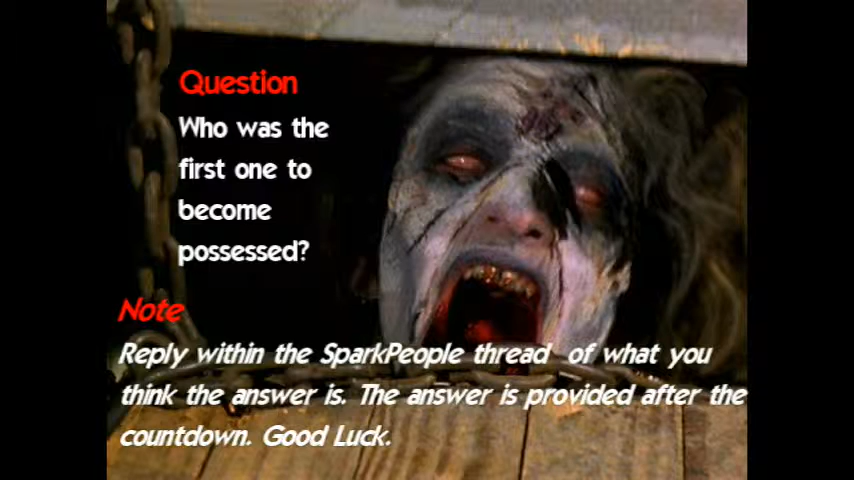 Question
Who was the
first one to
become
possessed?
Note
Reply within the SparkPeople thread of what you
think the answer is. The answer is provided after the
countdown. Good Luck.